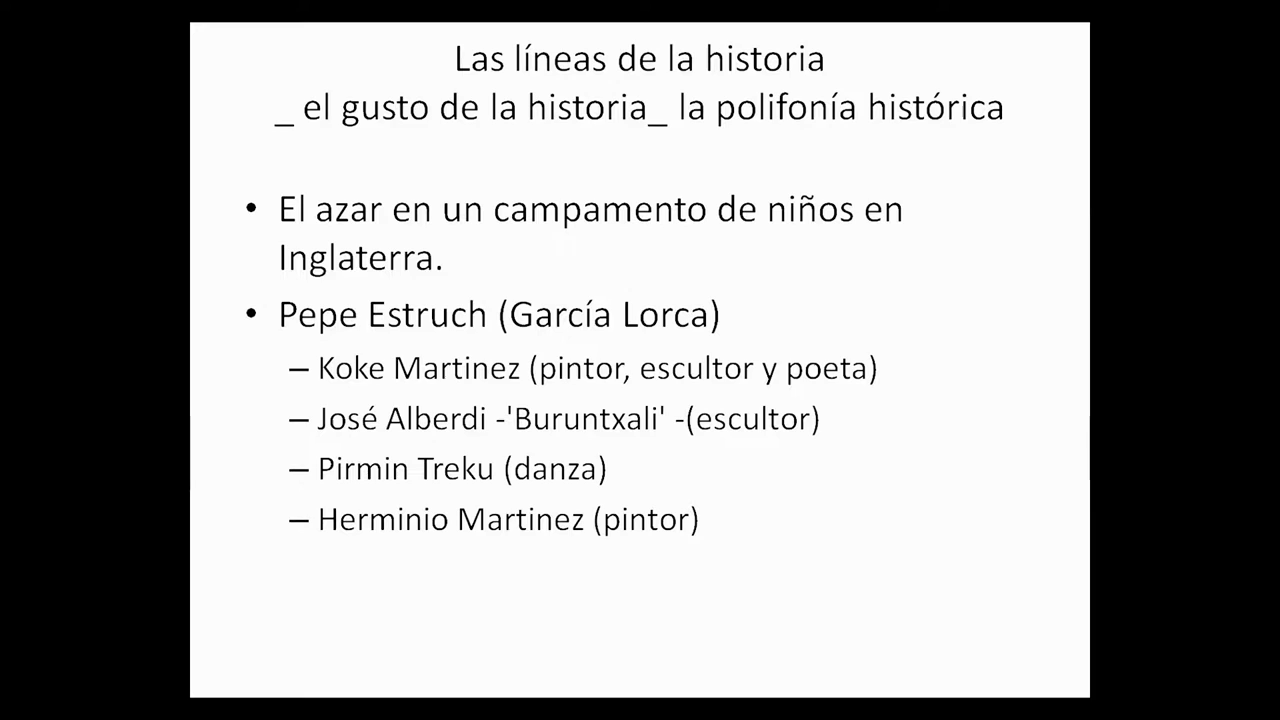 Las líneas de la historia
_ el gusto de la historia_ la polifonía histórica
• El azar en un campamento de niños en
Inglaterra.
• Pepe Estruch (García Lorca)
– Koke Martinez (pintor, escultor y poeta)
– José Alberdi -'Buruntxali' -(escultor)
– Pirmin Treku (danza)
– Herminio Martinez (pintor)